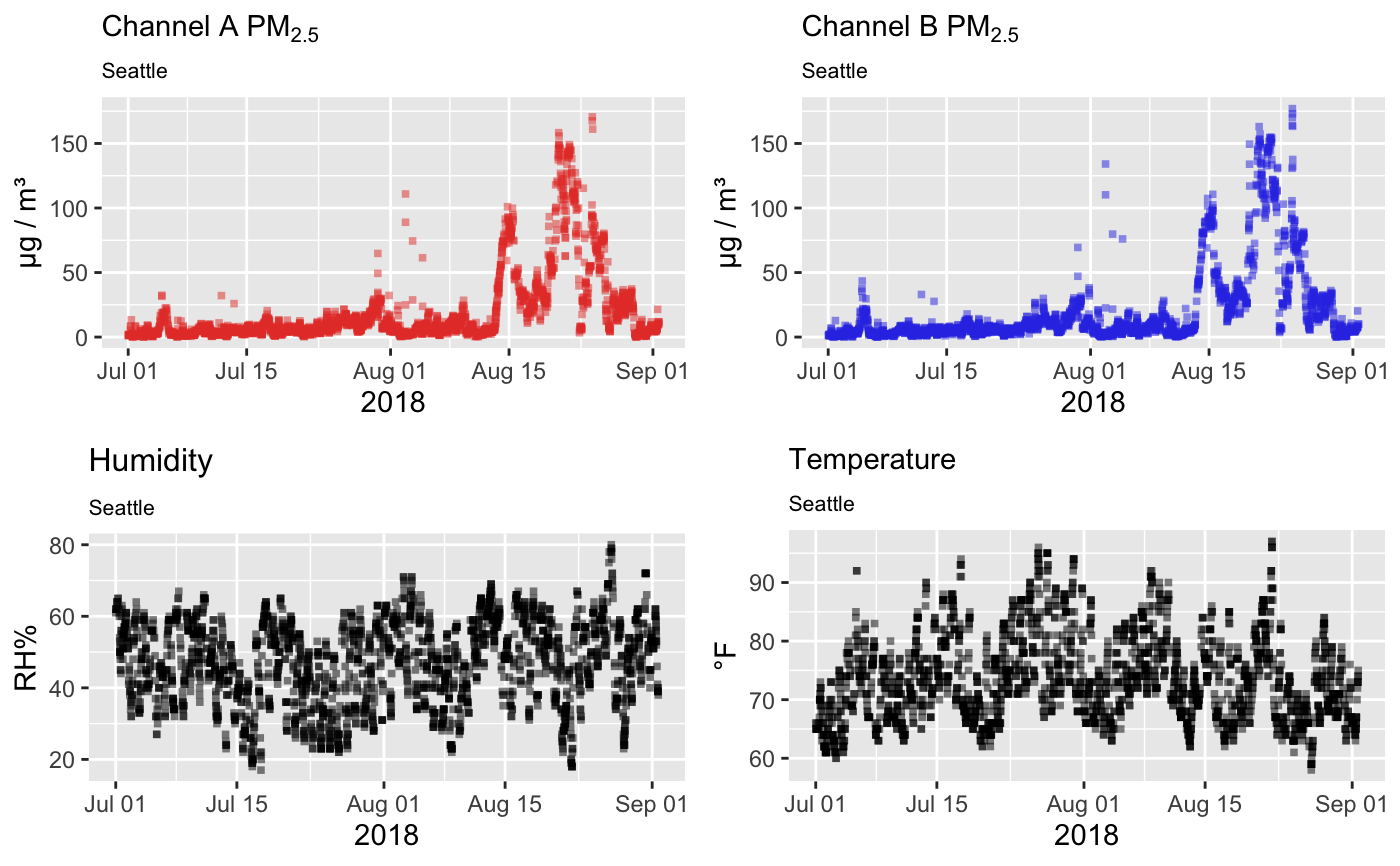 Channel A PM2.5
Seattle
µg / m³
150
100
50
0
Jul 01 Jul 15 Aug 01 Aug 15 Sep 01
2018
Channel B PM2.5
Seattle
µg / m³
150
100
50
0
Jul 01 Jul 15 Aug 01 Aug 15 Sep 01
2018
Humidity
Seattle
RH%
80
60
40
20
Jul 01 Jul 15 Aug 01 Aug 15 Sep 01
2018
Temperature
Seattle
°F
90
80
70
60
Jul 01 Jul 15 Aug 01 Aug 15 Sep 01
2018